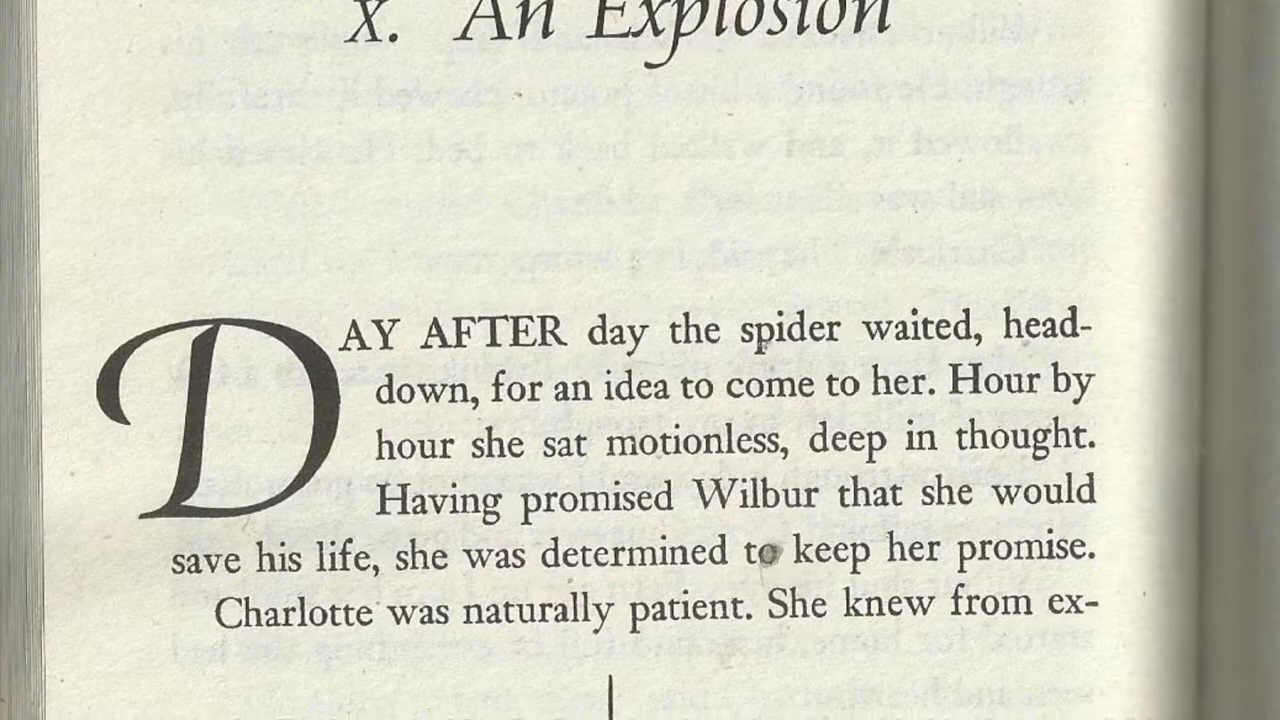 X. An Explosion
DAY AFTER day the spider waited, head-
down, for an idea to come to her. Hour by
hour she sat motionless, deep in thought.
Having promised Wilbur that she would
save his life, she was determined to keep her promise.
Charlotte was naturally patient. She knew from ex-